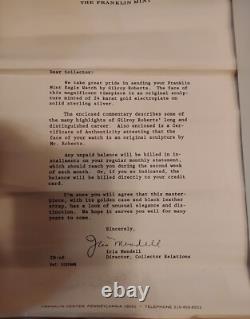 THE FRANKLIN MINT
Dear Collector:
We take great pride in sending your Franklin
Mint Eagle Watch by Gilroy Roberts. The face of
this magnificent timepiece is an original sculp-
ture minted of 24 karat gold electroplate on
solid sterling silver.
The enclosed commentary describes some of
the many highlights of Gilroy Roberts' long and
distinguished career. Also enclosed is a Cer-
tificate of Authenticity attesting that the
face of your watch is an original sculpture by
Mr. Roberts.
Any unpaid balance will be billed in in-
stallments on your regular monthly statement,
which should reach you during the second week
of each month. Or, if you so indicated, the
balance will be billed directly to your credit
card.
I'm sure you will agree that this master-
piece, with its golden case and black leather
strap, has a look of unusual elegance and dis-
tinction. We hope it serves you well for many
years to come.
Sincerely,
Iris Mendell
Iris Mendell
Director, Collector Relations
FRANKLIN CENTER, PENNSYLVANIA 19091 • TELEPHONE